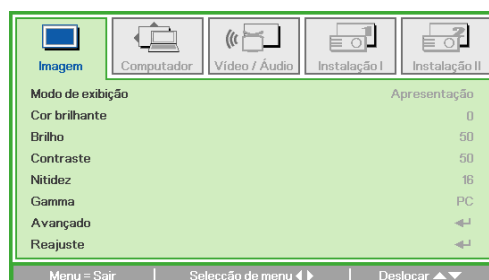 Imagem Computador Vídeo / Áudio Instalação I Instalação II
Modo de exibição Apresentação
Cor brilhante 0
Brilho 50
Contraste 50
Nitidez 16
Gamma PC
Avançado
Reajuste
Menu = Sair Selecção de menu Deslocar